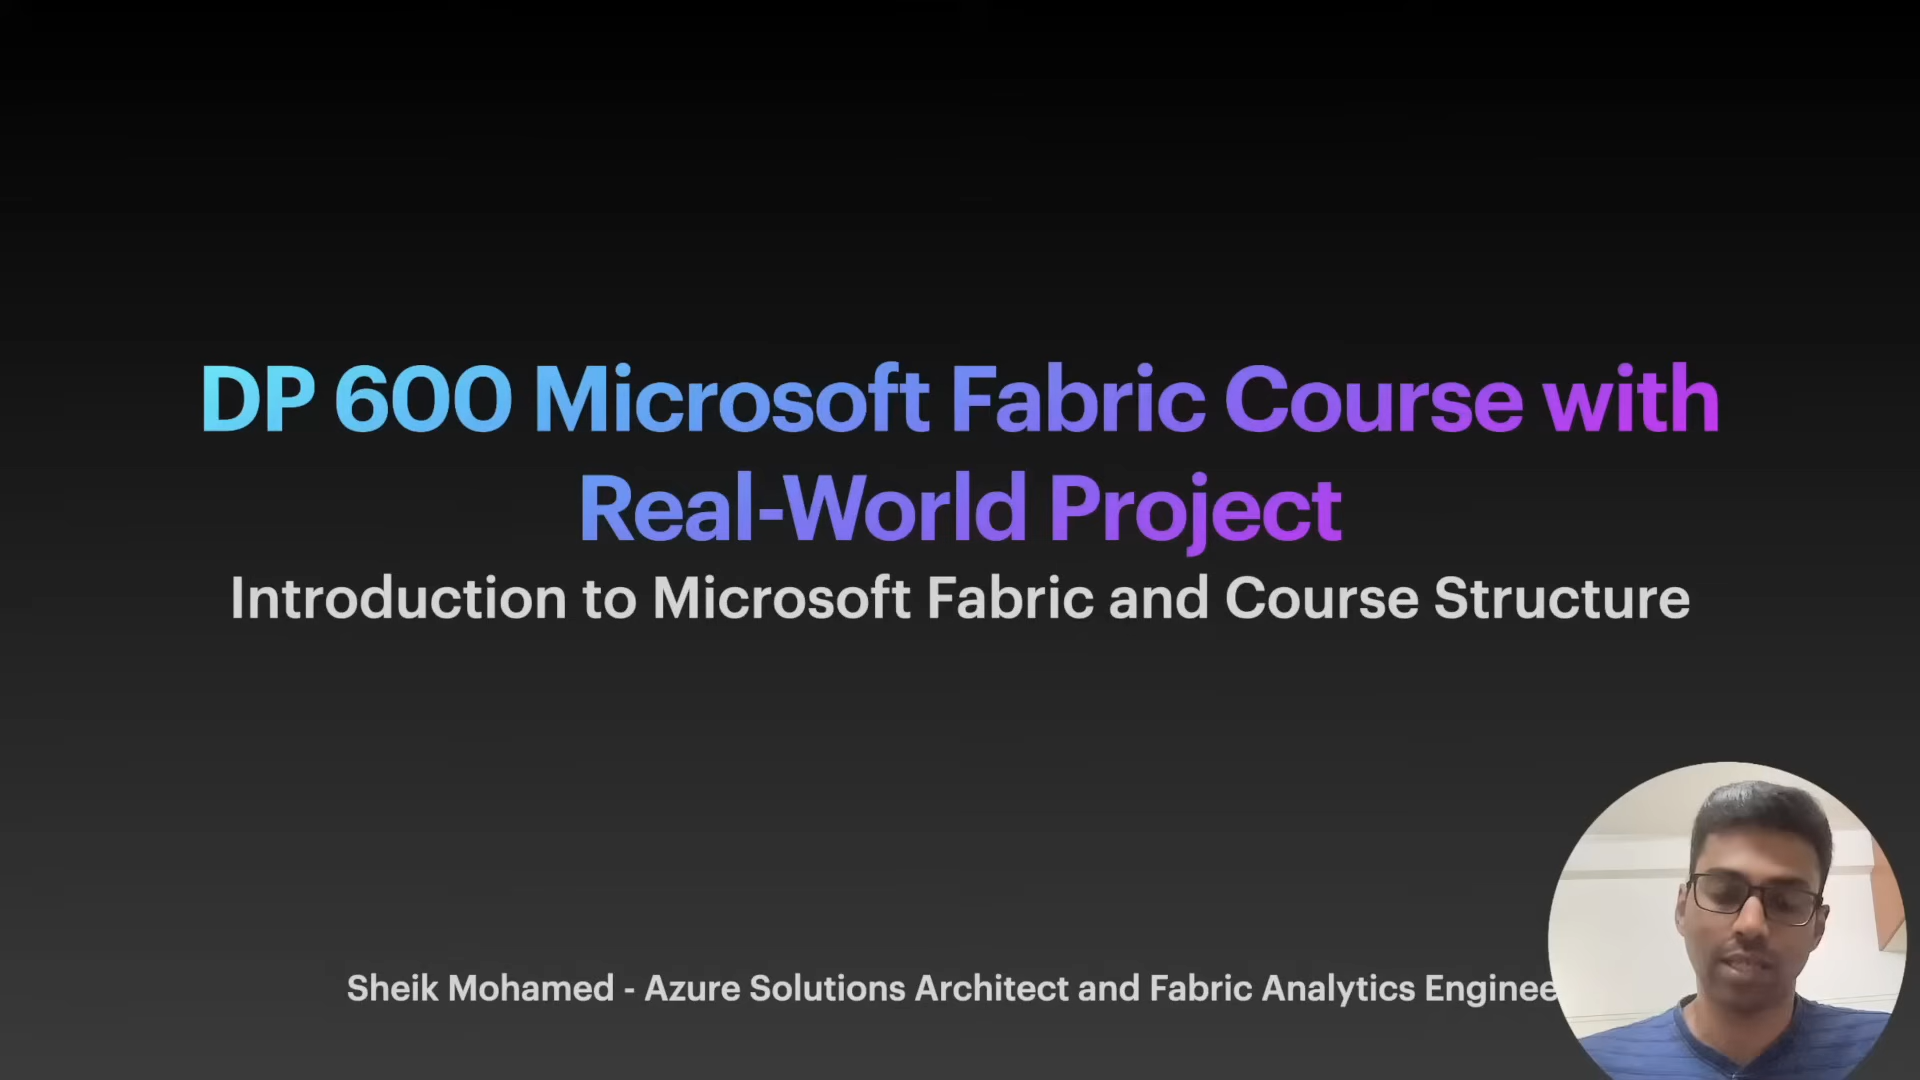 DP 600 Microsoft Fabric Course with
Real-World Project
Introduction to Microsoft Fabric and Course Structure
Sheik Mohamed - Azure Solutions Architect and Fabric Analytics Enginee